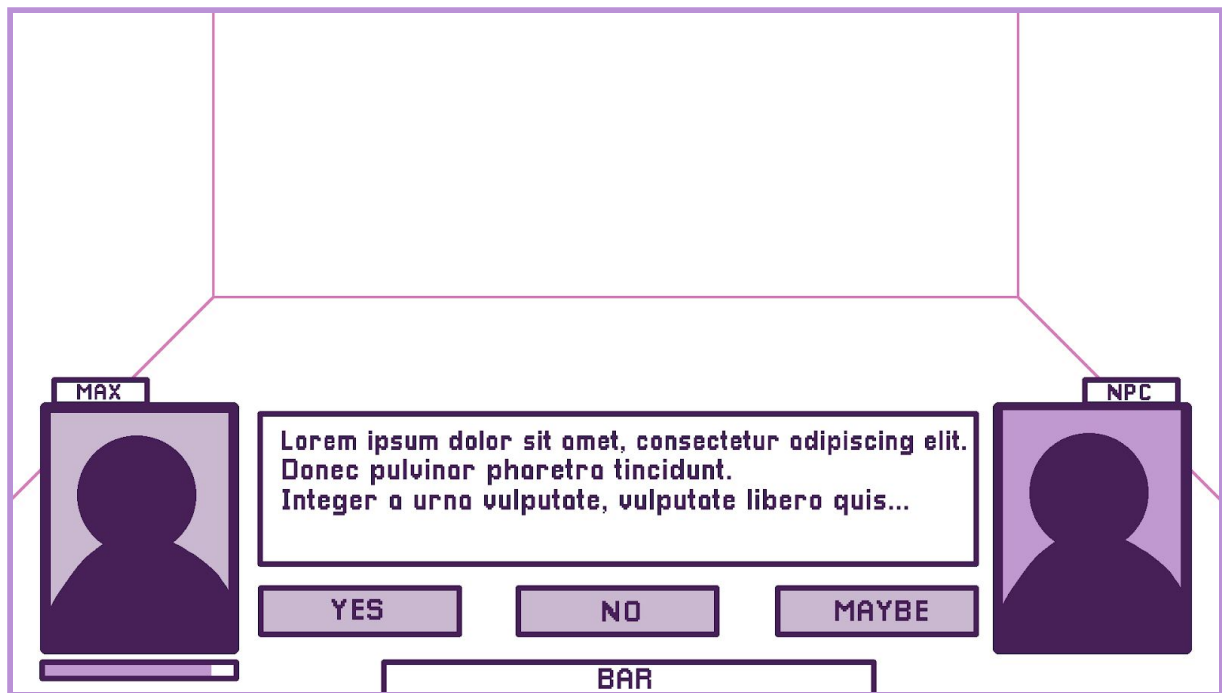 MAX
NPC
Lorem ipsum dolor sit amet, consectetur adipiscing elit.
Donec pulvinar pharetra tincidunt.
Integer a urna vulputate, vulputate libero quis...
YES
NO
MAYBE
BAR